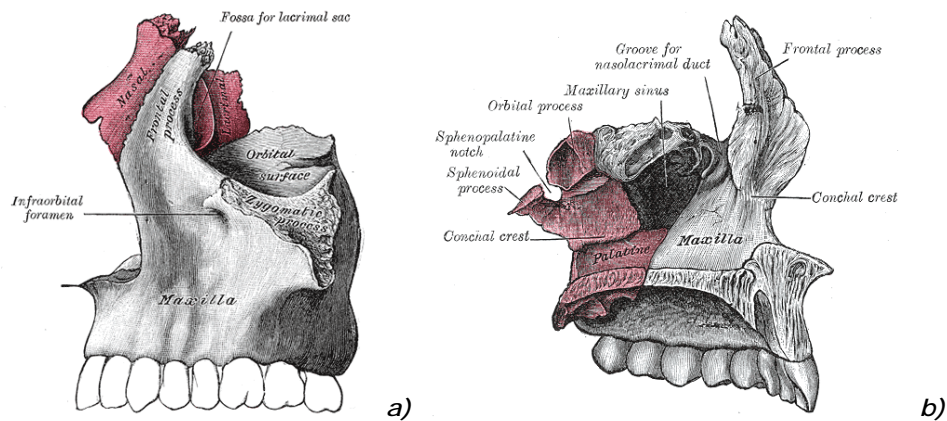 Fossa for lacrimal sac
Nasal
Frontal
process
Lacrimal
Orbital
surface
Infraorbital
foramen
Zygomatic
process
Maxilla
a)
Groove for
nasolacrimal duct
Frontal process
Maxillary sinus
Orbital process
Sphenopalatine
notch
Sphenoidal
process
Conchal crest
Conchal crest
Maxilla
Palatine
b)